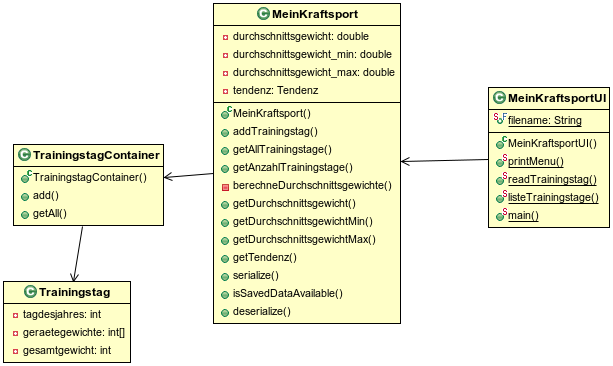 MeinKraftsport
durchschnittsgewicht: double
durchschnittsgewicht_min: double
durchschnittsgewicht_max: double
tendenz: Tendenz
MeinKraftsport()
addTrainingstag()
getAllTrainingstage()
getAnzahlTrainingstage()
berechneDurchschnittsgewichte()
getDurchschnittsgewicht()
getDurchschnittsgewichtMin()
getDurchschnittsgewichtMax()
getTendenz()
serialize()
isSavedDataAvailable()
deserialize()
MeinKraftsportUI
filename: String
MeinKraftsportUI()
printMenu()
readTrainingstag()
listeTrainingstage()
main()
TrainingstagContainer
TrainingstagContainer()
add()
getAll()
Trainingstag
tagdesjahres: int
geraetegewichte: int[]
gesamtgewicht: int